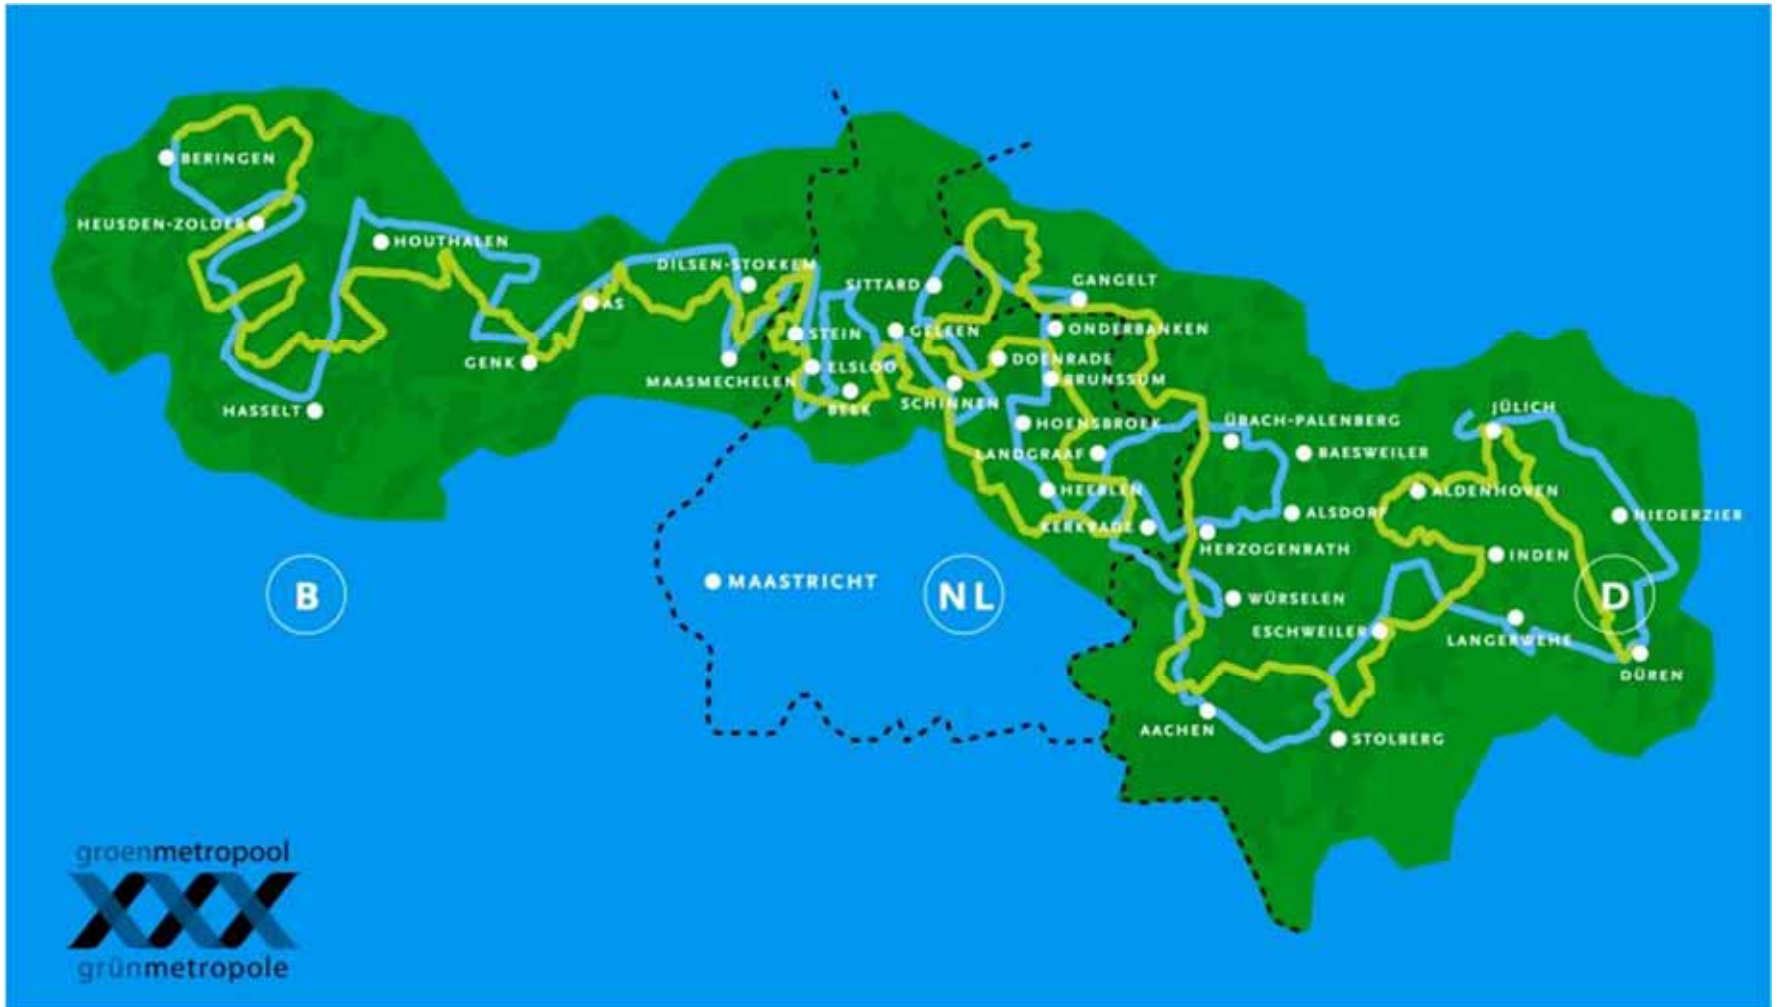 BERINGEN
HEUSDEN-ZOLDER
HOUTHALEN
DILSEN-STOKKEM
SITTARD
GANGELT
AS
STEIN
GELEEN
ONDERBANKEN
GENK
ELSLOO
DOENRADE
MAASMECHELEN
BRUNSSUM
HASSELT
BEEK
SCHINNEN
JÜLICH
HOENSBROEK
ÜBACH-PALENBERG
LANDGRAAF
BAESWEILER
HEERLEN
ALDENHOVEN
KERKRADE
ALSDORF
NIEDERZIER
HERZOGENRATH
INDEN
MAASTRICHT
B
NL
D
WÜRSELEN
ESCHWEILER
LANGERWEHE
DÜREN
AACHEN
STOLBERG
groenmetropool
grünmetropole